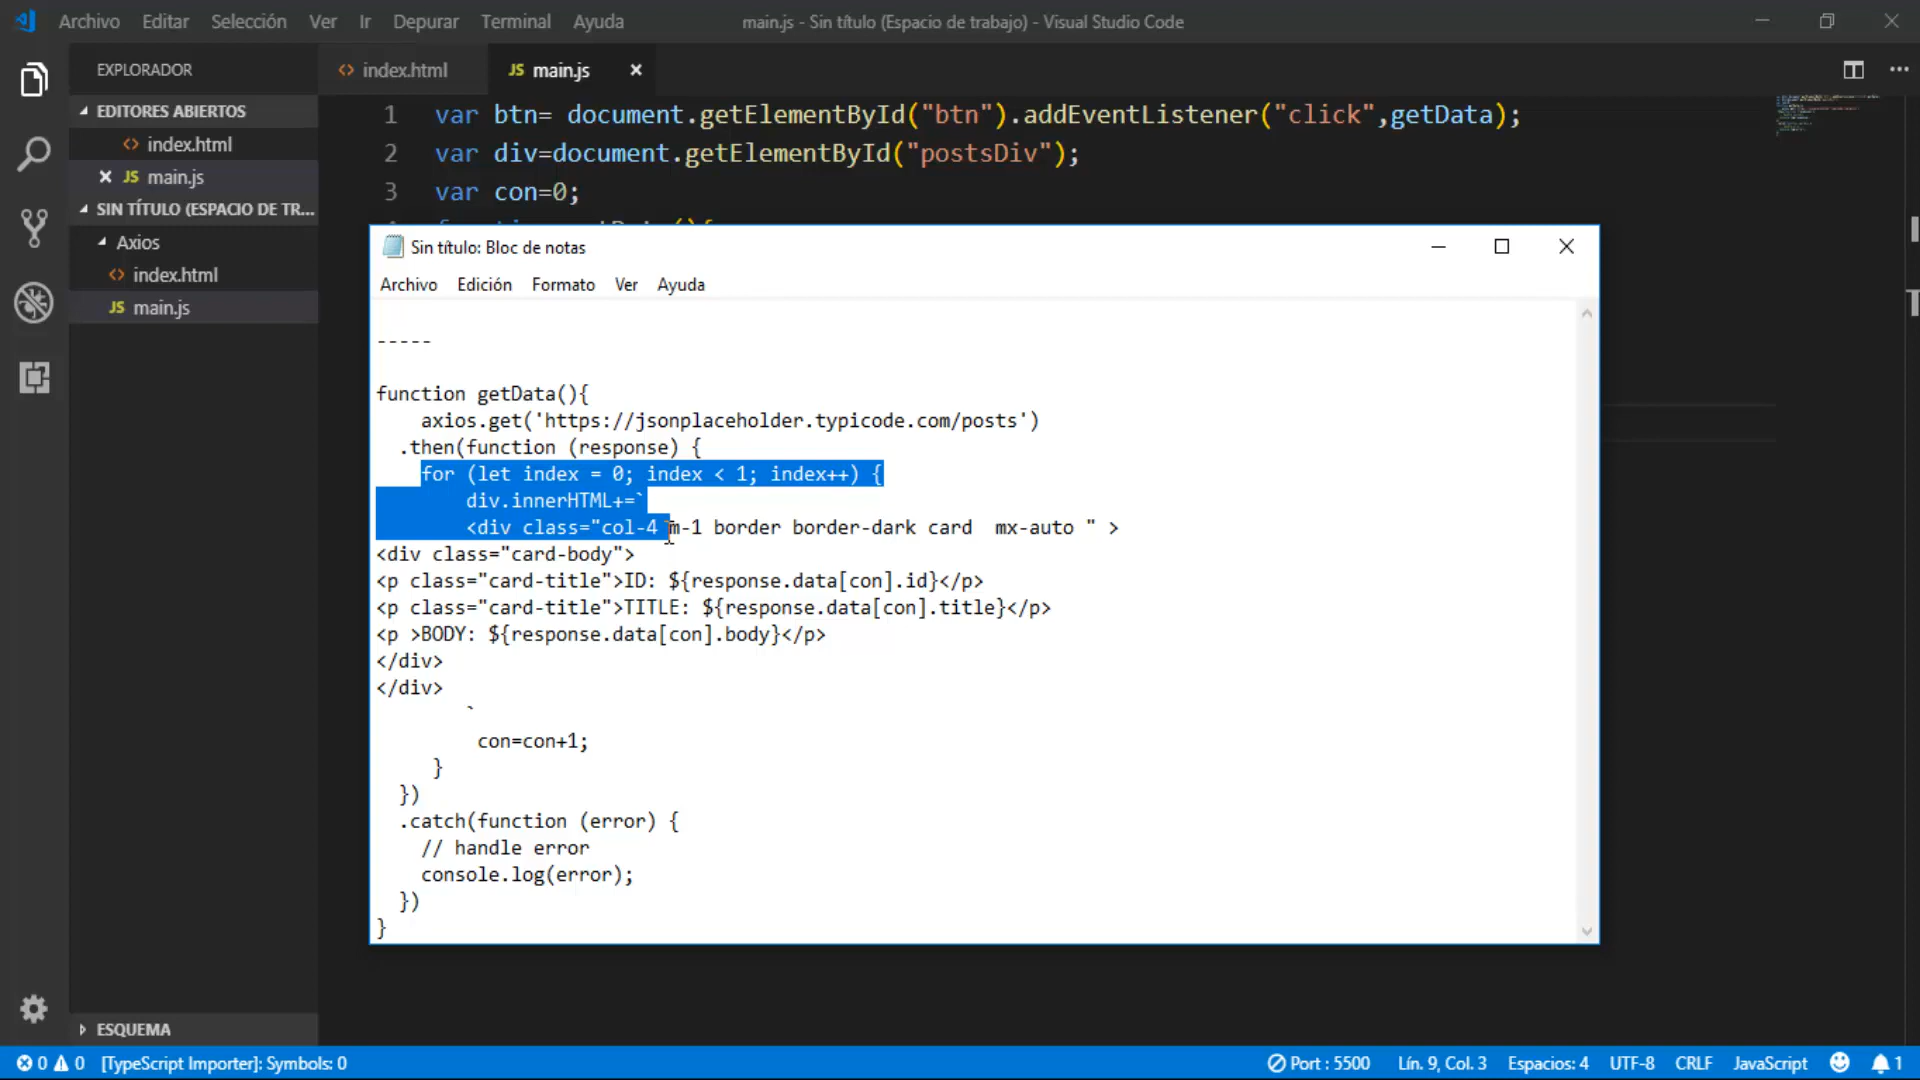 Archivo Editar Selección Ver Ir Depurar Terminal Ayuda
main.js - Sin título (Espacio de trabajo) - Visual Studio Code
EXPLORADOR
EDITORES ABIERTOS
<> index.html
JS main.js
SIN TÍTULO (ESPACIO DE TR...
Axios
<> index.html
JS main.js
ESQUEMA
<> index.html
JS main.js
1 var btn= document.getElementById("btn").addEventListener("click",getData);
2 var div=document.getElementById("postsDiv");
3 var con=0;
Sin título: Bloc de notas
Archivo Edición Formato Ver Ayuda
-----
function getData(){
axios.get('https://jsonplaceholder.typicode.com/posts')
.then(function (response) {
for (let index = 0; index < 1; index++) {
div.innerHTML+=`
<div class="col-4 m-1 border border-dark card  mx-auto " >
<div class="card-body">
<p class="card-title">ID: ${response.data[con].id}</p>
<p class="card-title">TITLE: ${response.data[con].title}</p>
<p >BODY: ${response.data[con].body}</p>
</div>
</div>
`
con=con+1;
}
})
.catch(function (error) {
// handle error
console.log(error);
})
}
0 0 [TypeScript Importer]: Symbols: 0
Port : 5500 Lín. 9, Col. 3 Espacios: 4 UTF-8 CRLF JavaScript 1